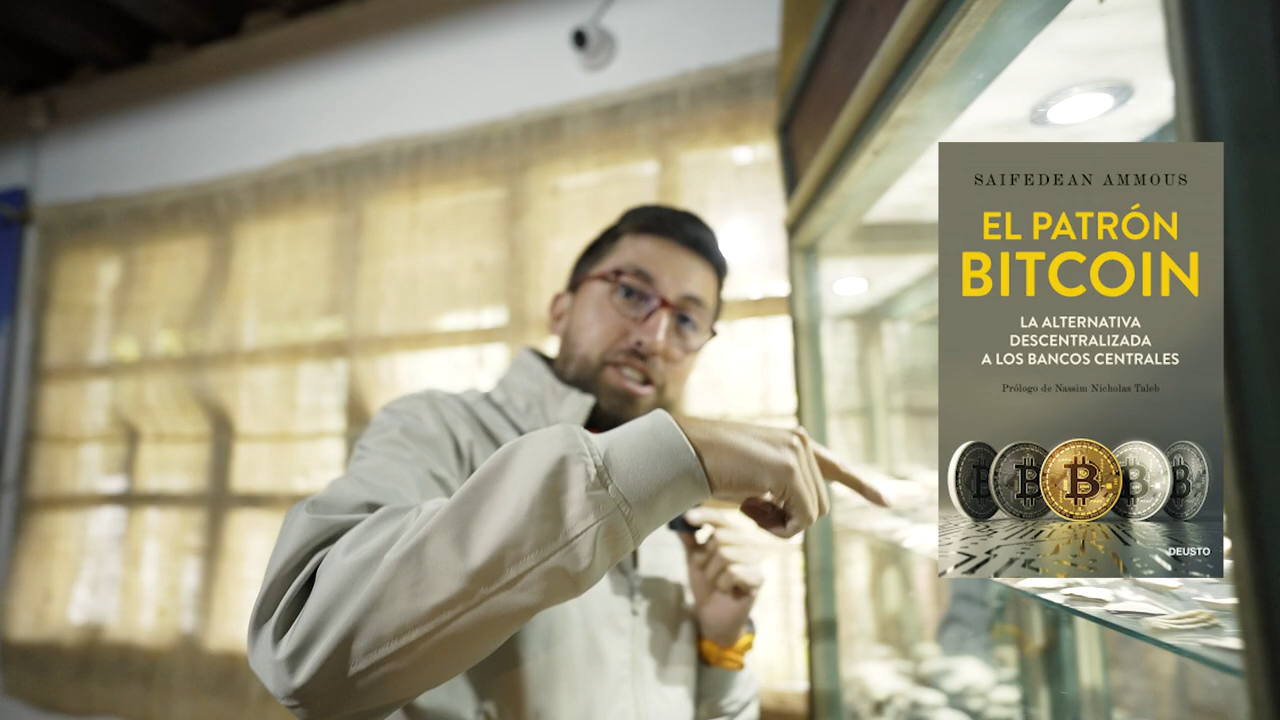 SAIFEDEAN AMMOUS
EL PATRÓN
BITCOIN
LA ALTERNATIVA
DESCENTRALIZADA
A LOS BANCOS CENTRALES
Prólogo de Nassim Nicholas Taleb
DEUSTO